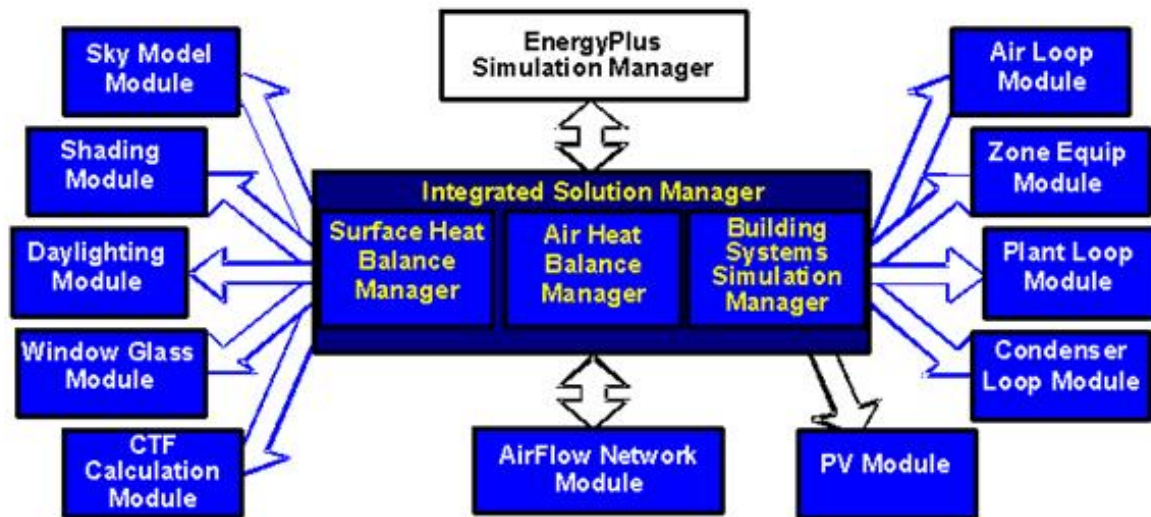 EnergyPlus
Simulation Manager
Sky Model
Module
Shading
Module
Daylighting
Module
Window Glass
Module
CTF
Calculation
Module
Integrated Solution Manager
Surface Heat
Balance
Manager
Air Heat
Balance
Manager
Building
Systems
Simulation
Manager
AirFlow Network
Module
PV Module
Air Loop
Module
Zone Equip
Module
Plant Loop
Module
Condenser
Loop Module